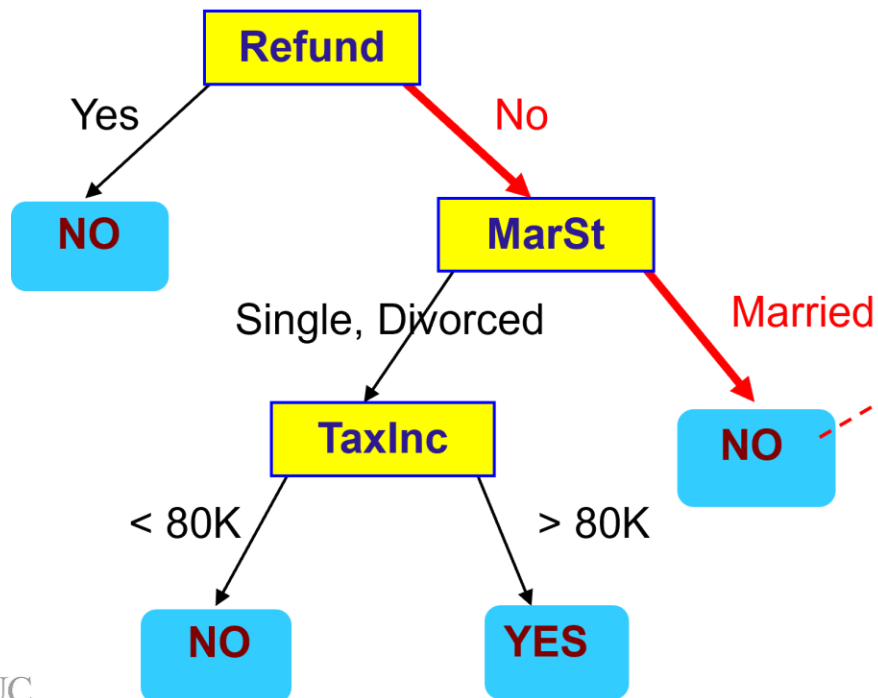 Refund
Yes
No
NO
MarSt
Single, Divorced
Married
TaxInc
NO
< 80K
> 80K
NO
YES